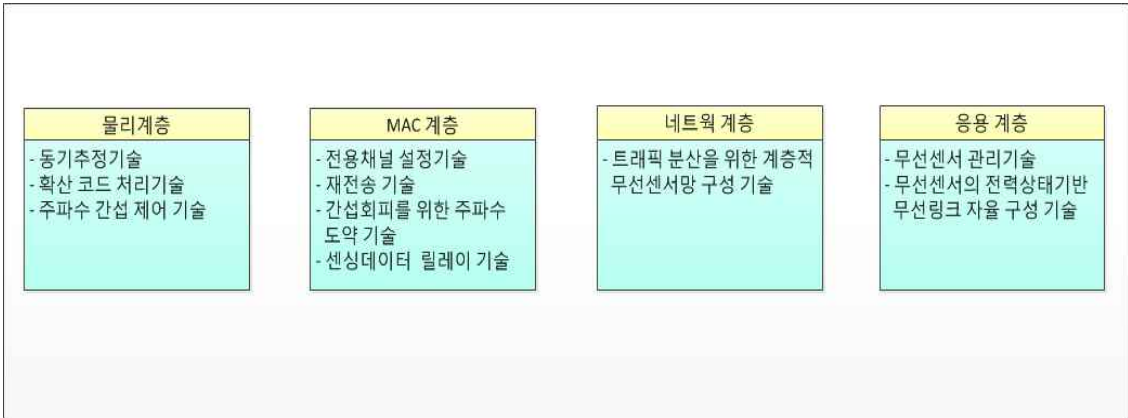 물리계층
- 동기추정기술
- 확산 코드 처리기술
- 주파수 간섭 제어 기술
MAC 계층
- 전용채널 설정기술
- 재전송 기술
- 간섭회피를 위한 주파수
도약 기술
- 센싱데이터 릴레이 기술
네트웍 계층
- 트래픽 분산을 위한 계층적
무선센서망 구성 기술
응용 계층
- 무선센서 관리기술
- 무선센서의 전력상태기반
무선링크 자율 구성 기술